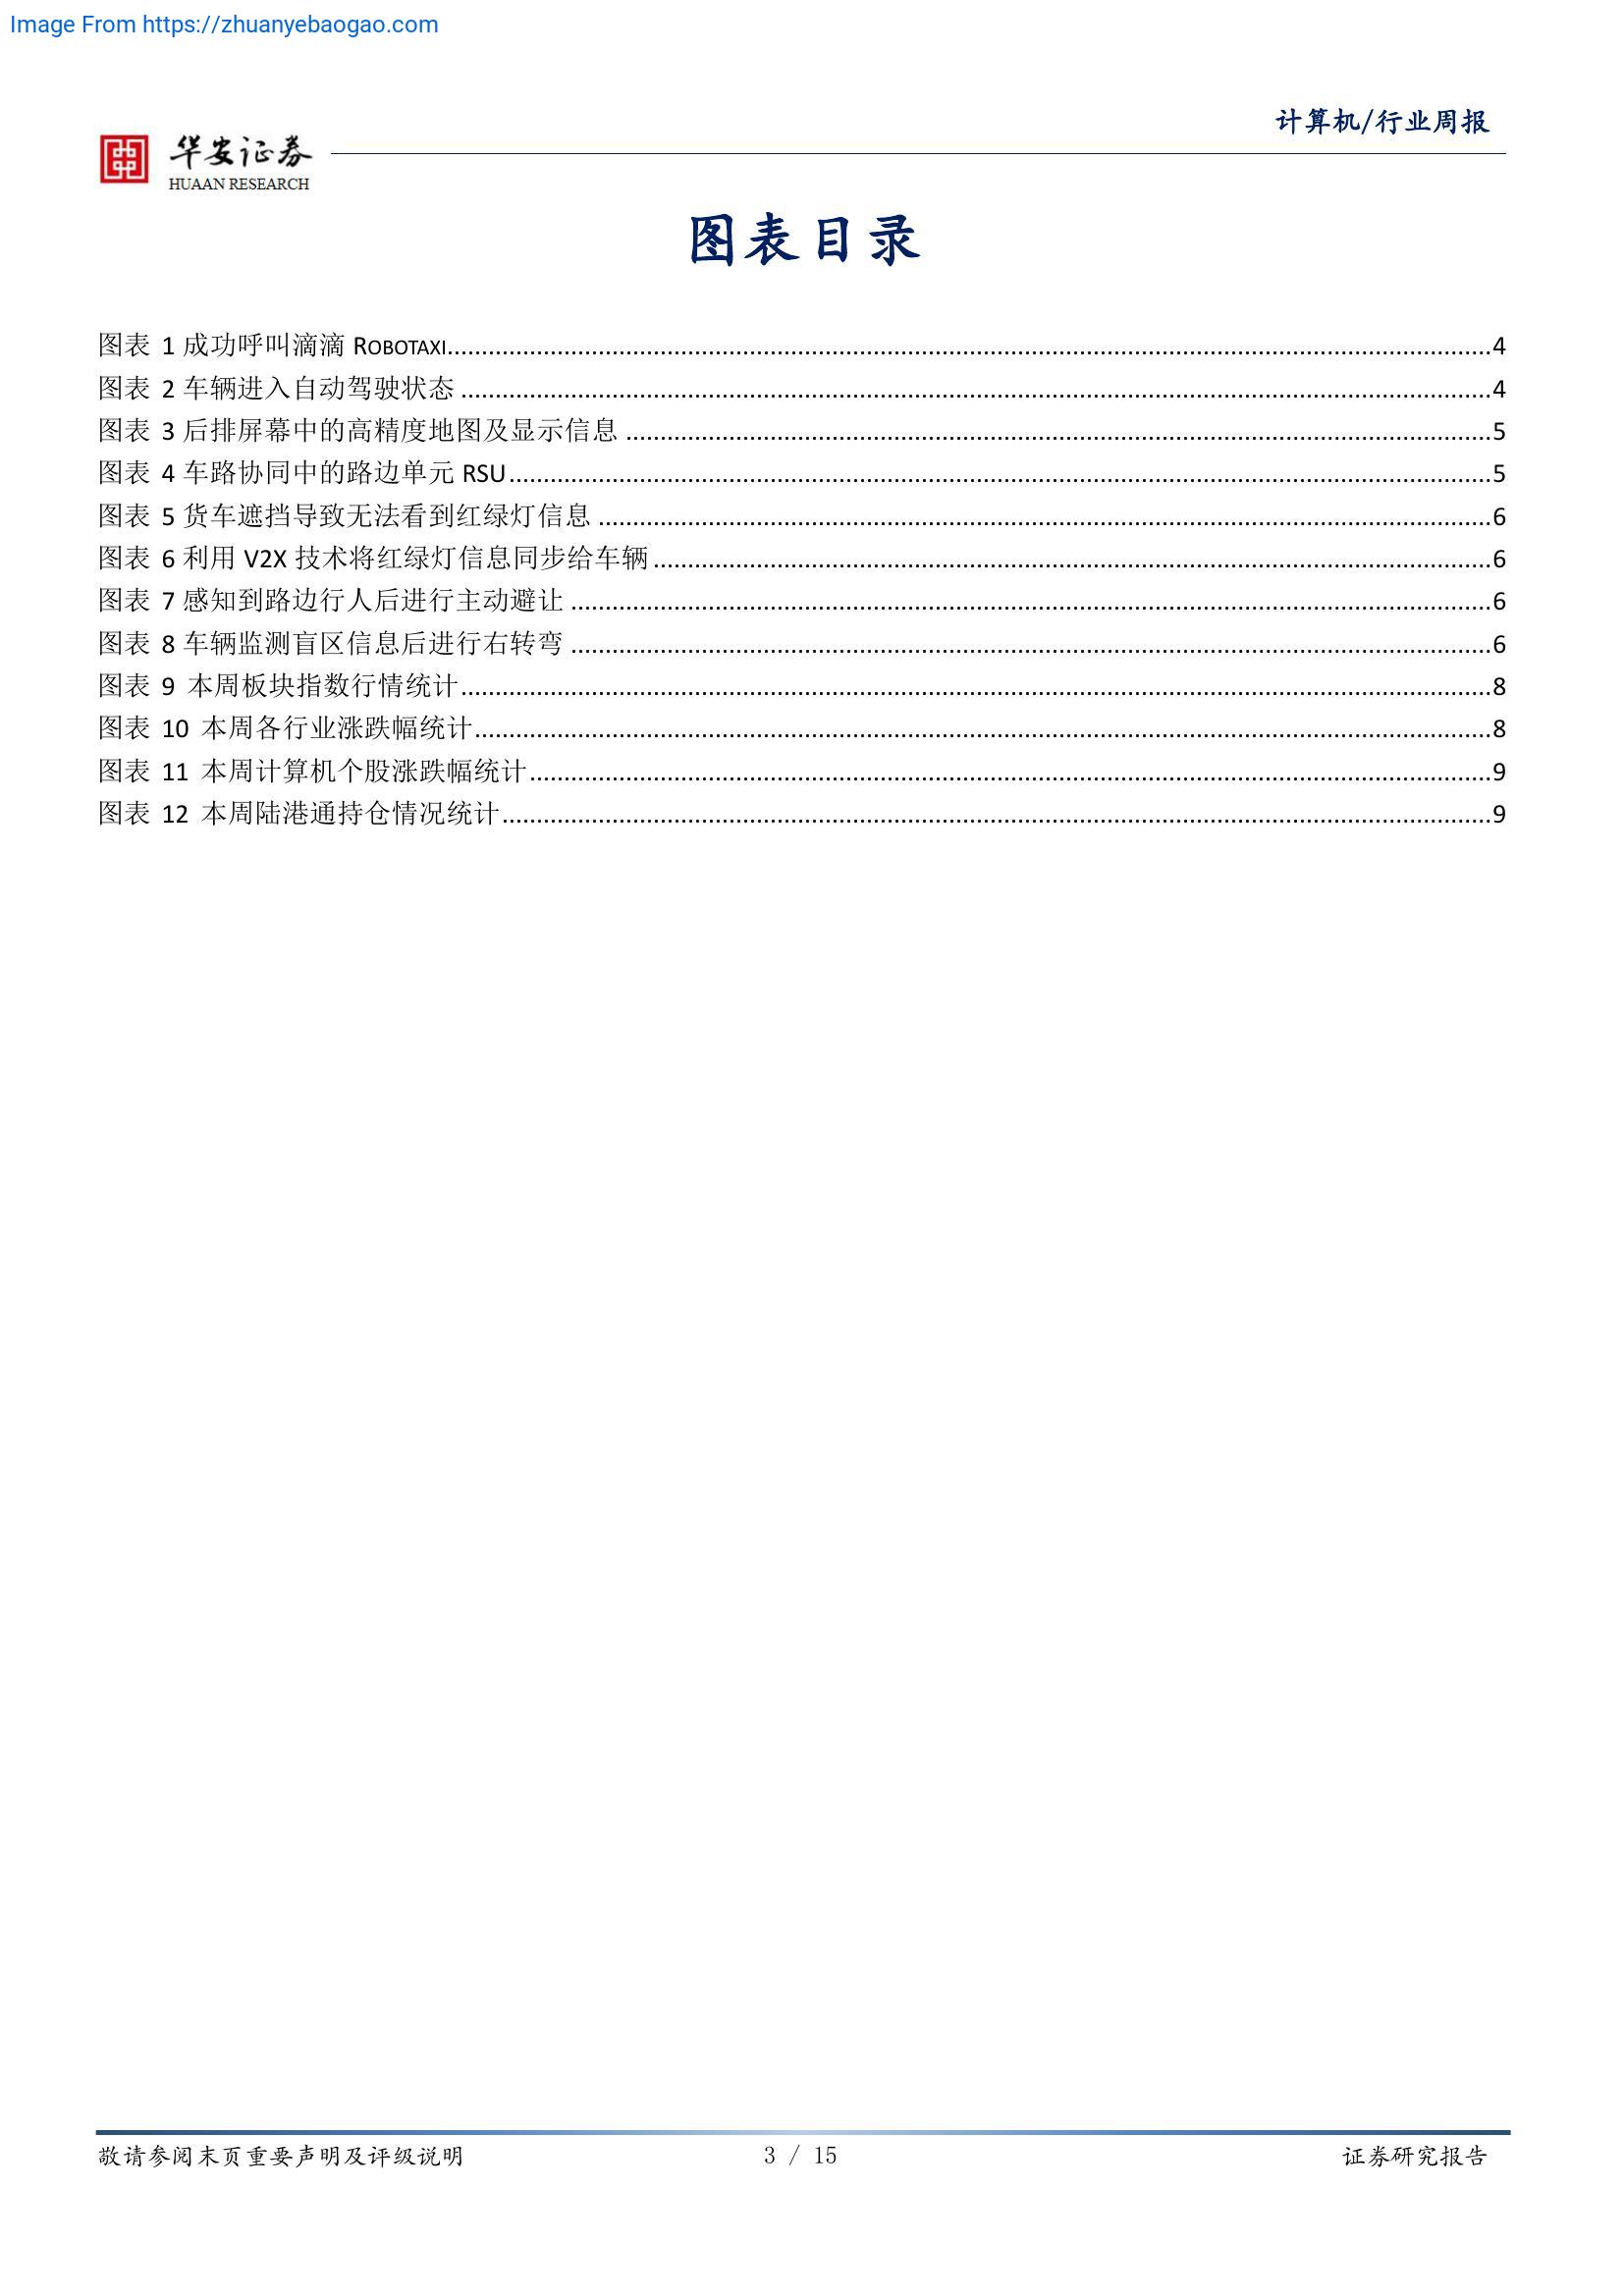 Image From https://zhuanyebaogao.com
计算机/行业周报
华安证券
HUAAN RESEARCH
图表目录
图表 1 成功呼叫滴滴 ROBOTAXI.......................................................4
图表 2 车辆进入自动驾驶状态.......................................................4
图表 3 后排屏幕中的高精度地图及显示信息.......................................................5
图表 4 车路协同中的路边单元 RSU.......................................................5
图表 5 货车遮挡导致无法看到红绿灯信息.......................................................6
图表 6 利用 V2X 技术将红绿灯信息同步给车辆.......................................................6
图表 7 感知到路边行人后进行主动避让.......................................................6
图表 8 车辆监测盲区信息后进行右转弯.......................................................6
图表 9 本周板块指数行情统计.......................................................8
图表 10 本周各行业涨跌幅统计.......................................................8
图表 11 本周计算机个股涨跌幅统计.......................................................9
图表 12 本周陆港通持仓情况统计.......................................................9
敬请参阅末页重要声明及评级说明
3 / 15
证券研究报告